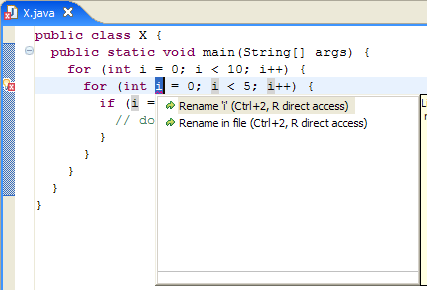 X.java
public class X {
public static void main(String[] args) {
for (int i = 0; i < 10; i++) {
for (int i = 0; i < 5; i++) {
if (i =
// do
Rename 'i' (Ctrl+2, R direct access)
Rename in file (Ctrl+2, R direct access)
}
}
}
}
}